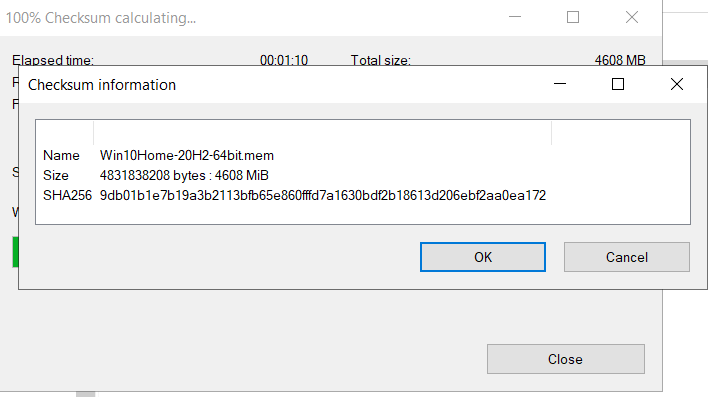 100% Checksum calculating...
Elapsed time: 00:01:10 Total size: 4608 MB
Checksum information
Name Win10Home-20H2-64bit.mem
Size 4831838208 bytes : 4608 MiB
SHA256 9db01b1e7b19a3b2113bfb65e860fffd7a1630bdf2b18613d206ebf2aa0ea172
OK Cancel
Close